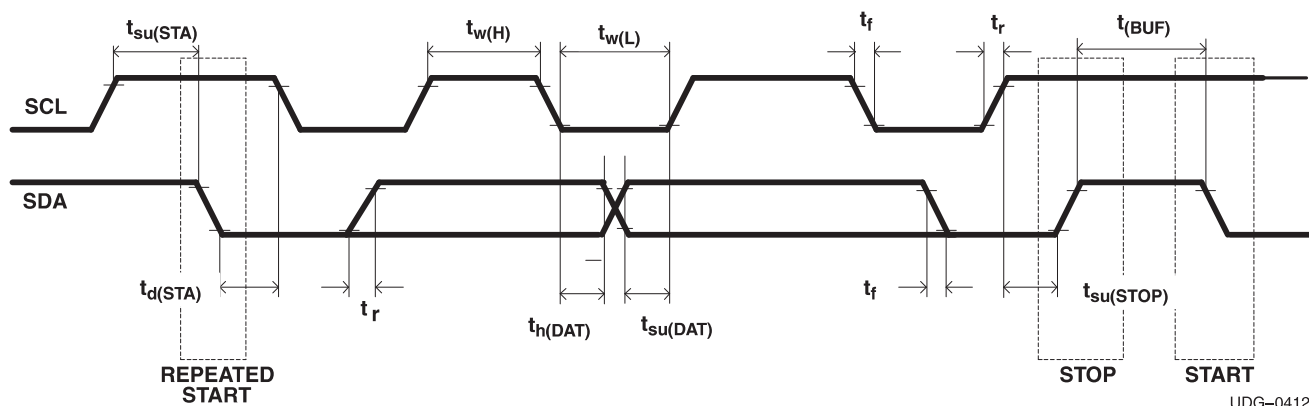 tsu(STA)
tw(H)
tw(L)
tf
tr
t(BUF)
SCL
SDA
td(STA)
tr
th(DAT)
tsu(DAT)
tf
tsu(STOP)
REPEATED
START
STOP
START
UDG–0412